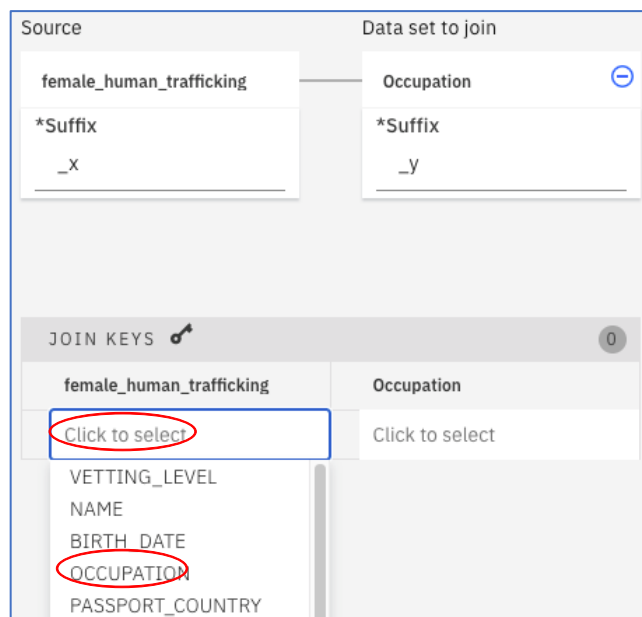 Source
Data set to join
female_human_trafficking
Occupation
*Suffix
*Suffix
_x
_y
JOIN KEYS
0
female_human_trafficking
Occupation
Click to select
Click to select
VETTING_LEVEL
NAME
BIRTH_DATE
OCCUPATION
PASSPORT_COUNTRY